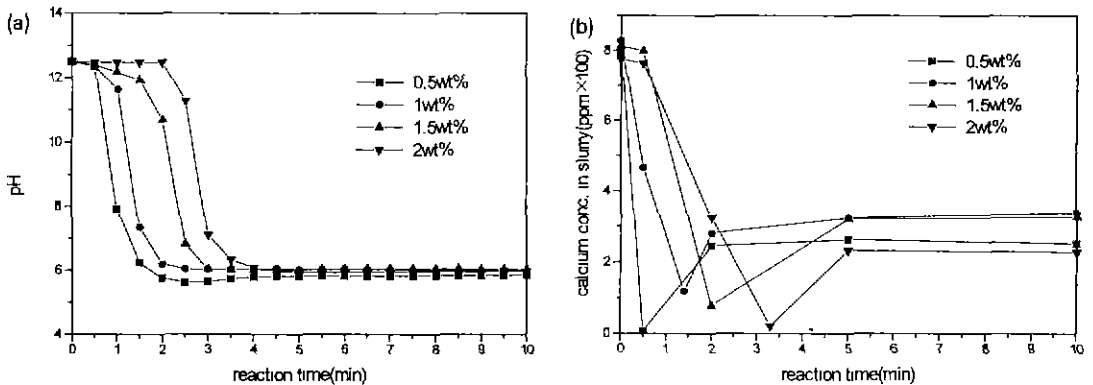 (a)
14
12
10
8
6
4
pH
0 1 2 3 4 5 6 7 8 9 10
reaction time(min)
0.5wt%
1wt%
1.5wt%
2wt%
(b)
8
6
4
2
0
calcium conc. in slurry(ppm×100)
0 1 2 3 4 5 6 7 8 9 10
reaction time(min)
0.5wt%
1wt%
1.5wt%
2wt%